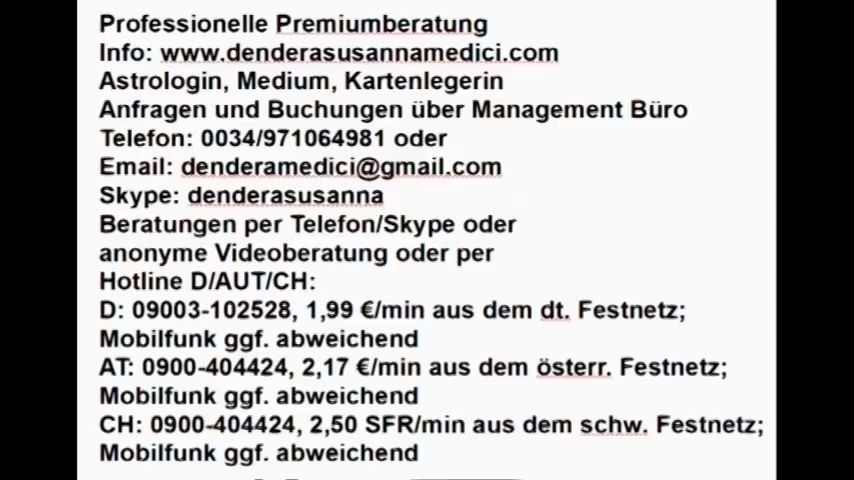 Professionelle Premiumberatung
Info: www.denderasusannamedici.com
Astrologin, Medium, Kartenlegerin
Anfragen und Buchungen über Management Büro
Telefon: 0034/971064981 oder
Email: denderamedici@gmail.com
Skype: denderasusanna
Beratungen per Telefon/Skype oder
anonyme Videoberatung oder per
Hotline D/AUT/CH:
D: 09003-102528, 1,99 €/min aus dem dt. Festnetz;
Mobilfunk ggf. abweichend
AT: 0900-404424, 2,17 €/min aus dem österr. Festnetz;
Mobilfunk ggf. abweichend
CH: 0900-404424, 2,50 SFR/min aus dem schw. Festnetz;
Mobilfunk ggf. abweichend